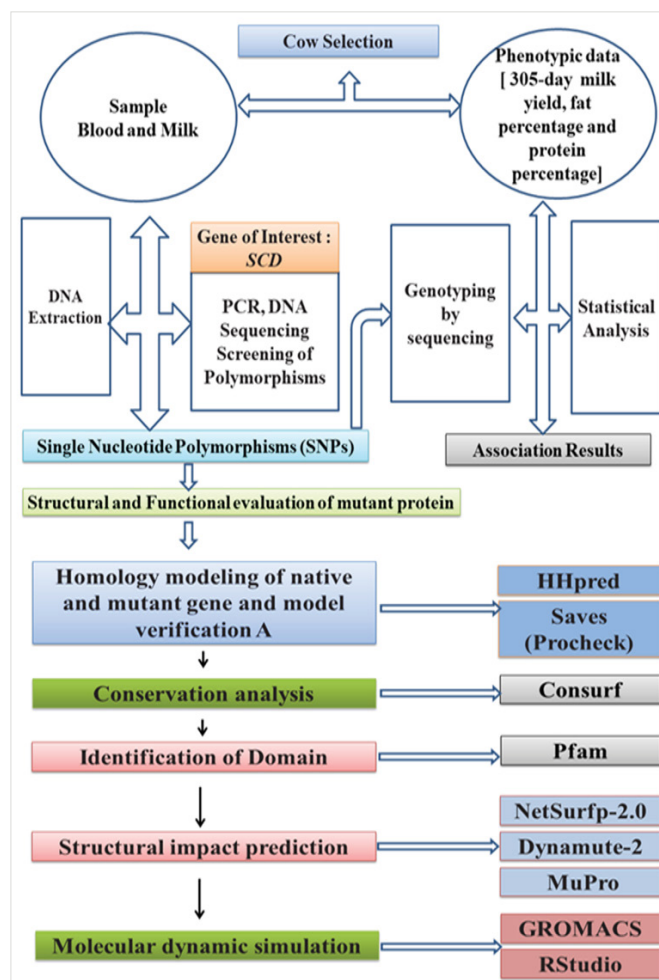 Cow Selection
Sample
Blood and Milk
Phenotypic data
[ 305-day milk
yield, fat
percentage and
protein
percentage]
DNA
Extraction
Gene of Interest :
SCD
PCR, DNA
Sequencing
Screening of
Polymorphisms
Genotyping
by
sequencing
Statistical
Analysis
Single Nucleotide Polymorphisms (SNPs)
Association Results
Structural and Functional evaluation of mutant protein
Homology modeling of native
and mutant gene and model
verification A
HHpred
Saves
(Procheck)
Conservation analysis
Consurf
Identification of Domain
Pfam
Structural impact prediction
NetSurfp-2.0
Dynamute-2
MuPro
Molecular dynamic simulation
GROMACS
RStudio